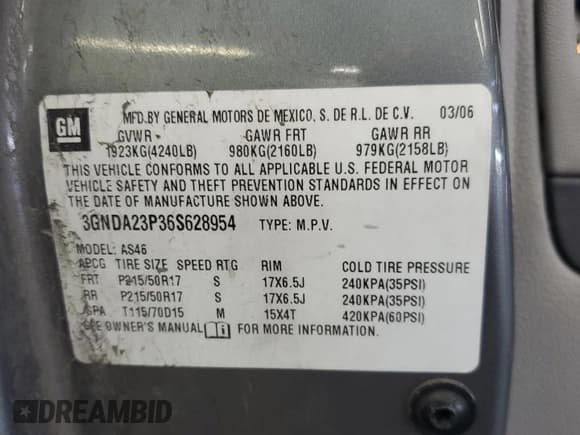 GM
MFD.BY GENERAL MOTORS DE MEXICO, S. DE R.L. DE C.V. 03/06
GVWR GAWR FRT GAWR RR
1923KG(4240LB) 980KG(2160LB) 979KG(2158LB)
THIS VEHICLE CONFORMS TO ALL APPLICABLE U.S. FEDERAL MOTOR
VEHICLE SAFETY AND THEFT PREVENTION STANDARDS IN EFFECT ON
THE DATE OF MANUFACTURE SHOWN ABOVE.
3GNDA23P36S628954 TYPE: M.P.V.
MODEL: AS46
APCG TIRE SIZE SPEED RTG RIM COLD TIRE PRESSURE
FRT P215/50R17 S 17X6.5J 240KPA(35PSI)
RR P215/50R17 S 17X6.5J 240KPA(35PSI)
SPA T115/70D15 M 15X4T 420KPA(60PSI)
SEE OWNER'S MANUAL FOR MORE INFORMATION.
DREAMBID